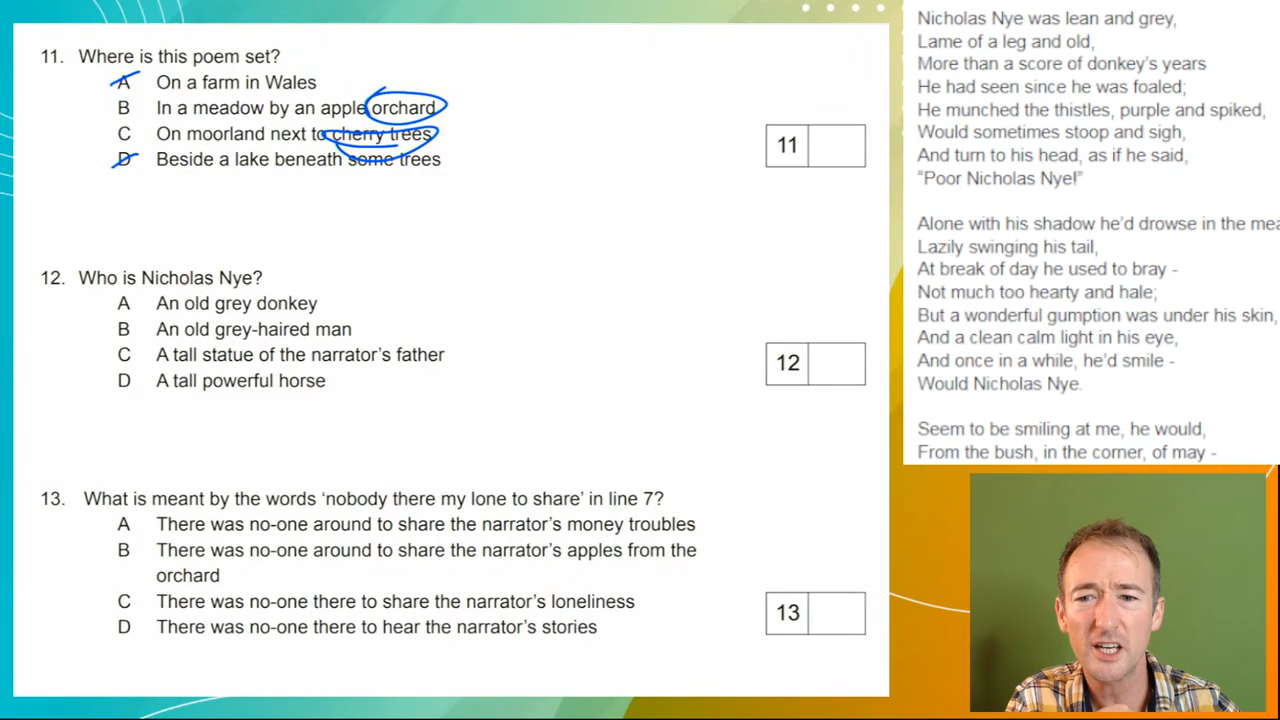 11. Where is this poem set?
A On a farm in Wales
B In a meadow by an apple orchard
C On moorland next to cherry trees
D Beside a lake beneath some trees
11
12. Who is Nicholas Nye?
A An old grey donkey
B An old grey-haired man
C A tall statue of the narrator's father
D A tall powerful horse
12
13. What is meant by the words 'nobody there my lone to share' in line 7?
A There was no-one around to share the narrator's money troubles
B There was no-one around to share the narrator's apples from the
orchard
C There was no-one there to share the narrator's loneliness
D There was no-one there to hear the narrator's stories
13
Nicholas Nye was lean and grey,
Lame of a leg and old,
More than a score of donkey's years
He had seen since he was foaled;
He munched the thistles, purple and spiked,
Would sometimes stoop and sigh,
And turn to his head, as if he said,
“Poor Nicholas Nye!”
Alone with his shadow he'd drowse in the mea
Lazily swinging his tail,
At break of day he used to bray -
Not much too hearty and hale;
But a wonderful gumption was under his skin,
And a clean calm light in his eye,
And once in a while, he'd smile -
Would Nicholas Nye.
Seem to be smiling at me, he would,
From the bush, in the corner, of may -